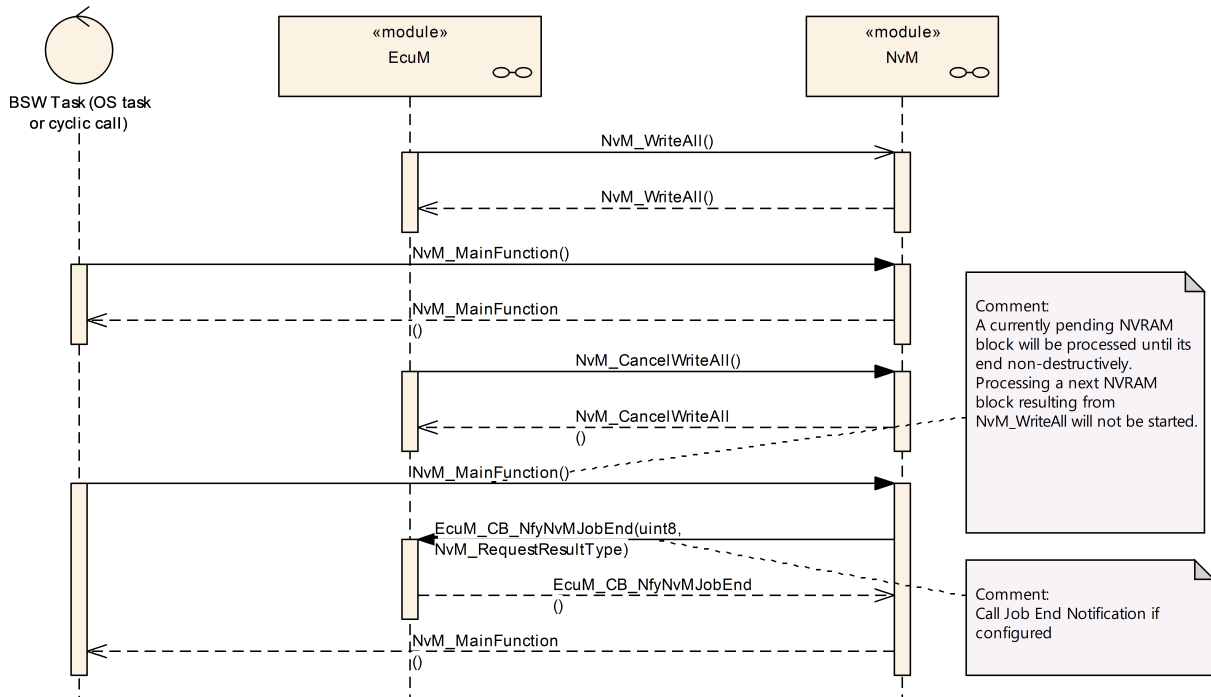 «module»
EcuM
«module»
NvM
BSW Task (OS task
or cyclic call)
NvM_WriteAll()
NvM_WriteAll()
NvM_MainFunction()
NvM_MainFunction
()
NvM_CancelWriteAll()
NvM_CancelWriteAll
()
Comment:
A currently pending NVRAM
block will be processed until its
end non-destructively.
Processing a next NVRAM
block resulting from
NvM_WriteAll will not be started.
NvM_MainFunction()
EcuM_CB_NfyNvMJobEnd(uint8,
NvM_RequestResultType)
EcuM_CB_NfyNvMJobEnd
()
Comment:
Call Job End Notification if
configured
NvM_MainFunction
()